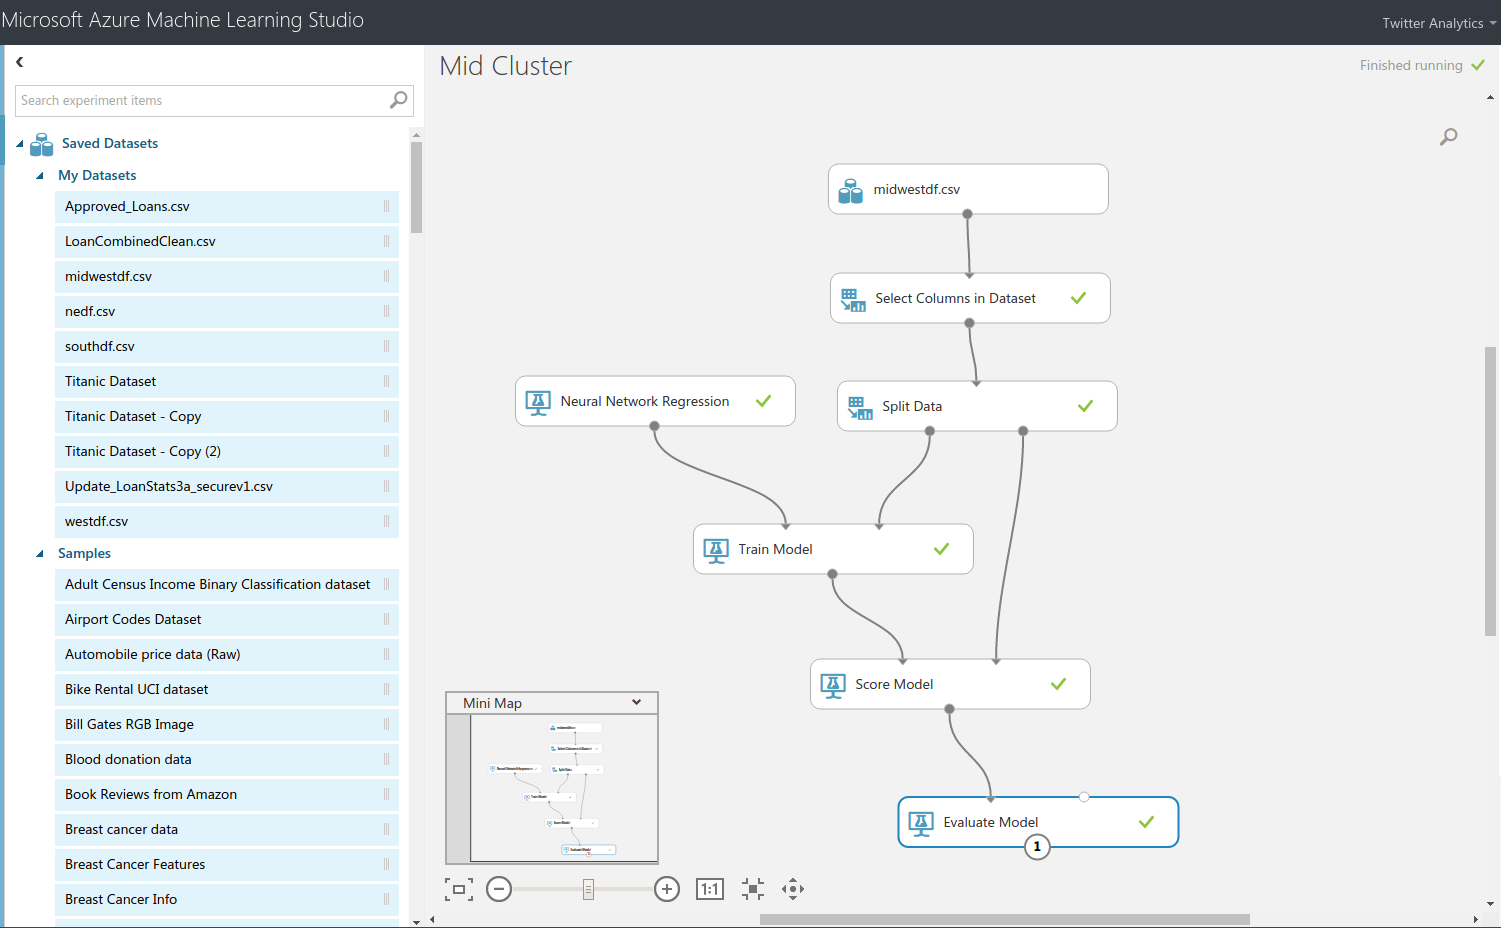 Microsoft Azure Machine Learning Studio
Twitter Analytics
Search experiment items
Saved Datasets
My Datasets
Approved_Loans.csv
LoanCombinedClean.csv
midwestdf.csv
nedf.csv
southdf.csv
Titanic Dataset
Titanic Dataset - Copy
Titanic Dataset - Copy (2)
Update_LoanStats3a_securev1.csv
westdf.csv
Samples
Adult Census Income Binary Classification dataset
Airport Codes Dataset
Automobile price data (Raw)
Bike Rental UCI dataset
Bill Gates RGB Image
Blood donation data
Book Reviews from Amazon
Breast cancer data
Breast Cancer Features
Breast Cancer Info
Mid Cluster
Finished running
midwestdf.csv
Select Columns in Dataset
Neural Network Regression
Split Data
Train Model
Score Model
Evaluate Model
1
Mini Map
1:1